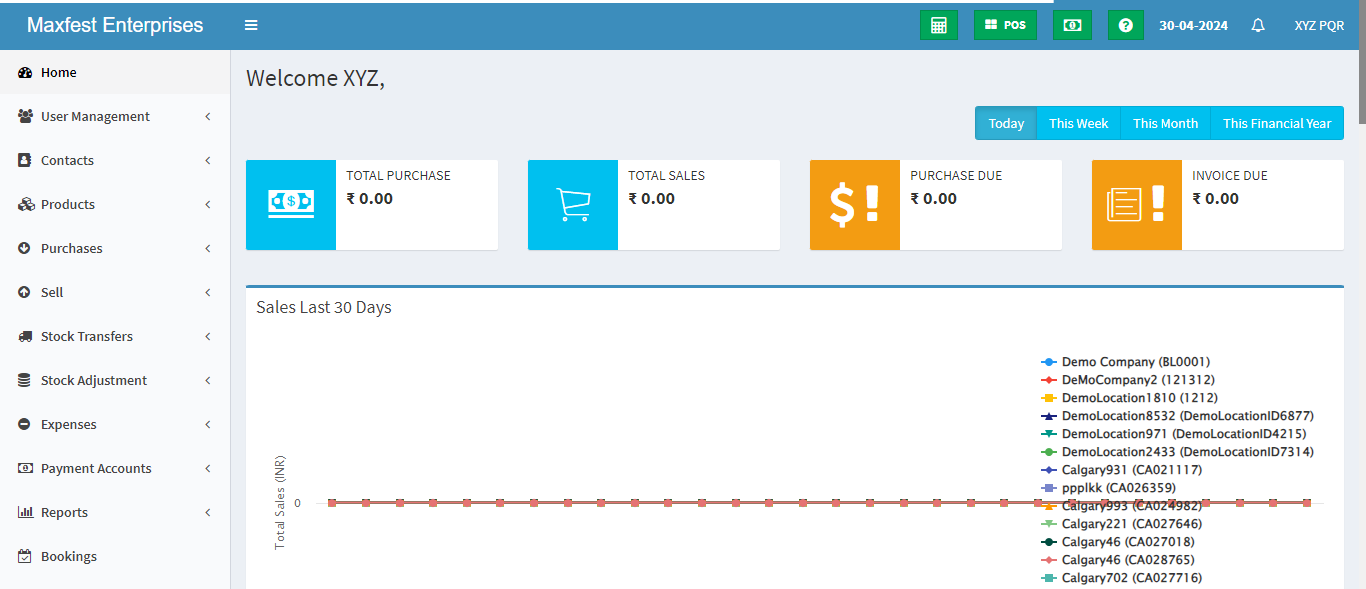 Maxfest Enterprises
POS
30-04-2024
XYZ PQR
Home
User Management
Contacts
Products
Purchases
Sell
Stock Transfers
Stock Adjustment
Expenses
Payment Accounts
Reports
Bookings
Welcome XYZ,
Today This Week This Month This Financial Year
TOTAL PURCHASE
₹ 0.00
TOTAL SALES
₹ 0.00
PURCHASE DUE
₹ 0.00
INVOICE DUE
₹ 0.00
Sales Last 30 Days
Total Sales (INR)
0
Demo Company (BL0001)
DeMoCompany2 (121312)
DemoLocation1810 (1212)
DemoLocation8532 (DemoLocationID6877)
DemoLocation971 (DemoLocationID4215)
DemoLocation2433 (DemoLocationID7314)
Calgary931 (CA021117)
ppplkk (CA026359)
Calgary993 (CA024982)
Calgary221 (CA027646)
Calgary46 (CA027018)
Calgary46 (CA028765)
Calgary702 (CA027716)